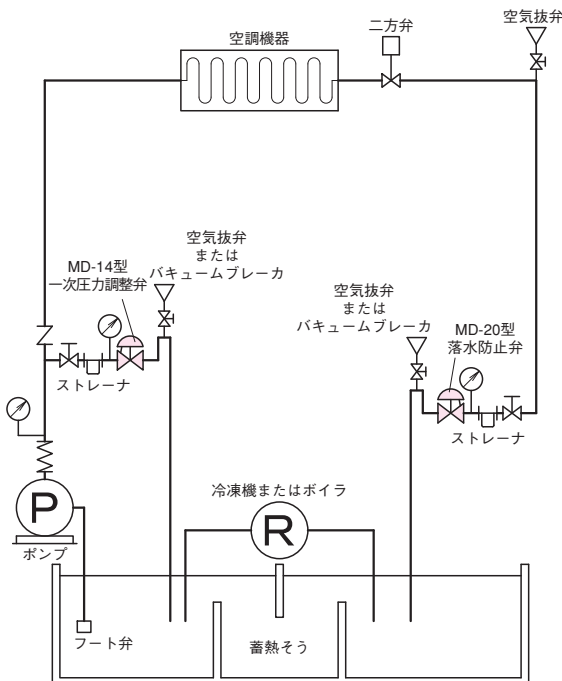 空気抜弁
二方弁
空調機器
空気抜弁
または
バキュームブレーカ
MD-14型
一次圧力調整弁
空気抜弁
または
バキュームブレーカ
MD-20型
落水防止弁
ストレーナ
ストレーナ
冷凍機またはボイラ
P
R
ポンプ
フート弁
蓄熱そう